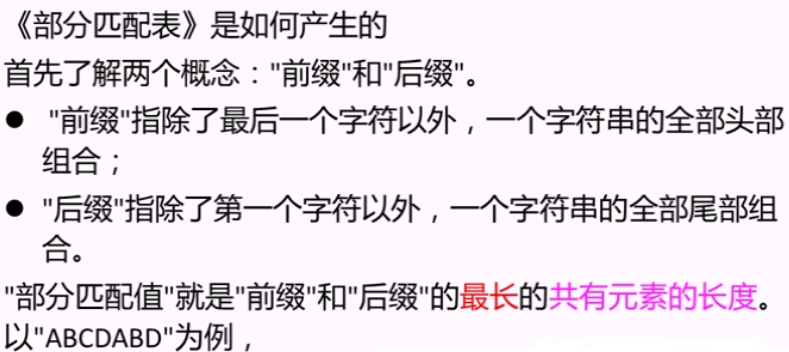 《部分匹配表》是如何产生的
首先了解两个概念："前缀"和"后缀"。
● "前缀"指除了最后一个字符以外，一个字符串的全部头部
组合；
● "后缀"指除了第一个字符以外，一个字符串的全部尾部组
合。
"部分匹配值"就是"前缀"和"后缀"的最长的共有元素的长度。
以"ABCDABD"为例，